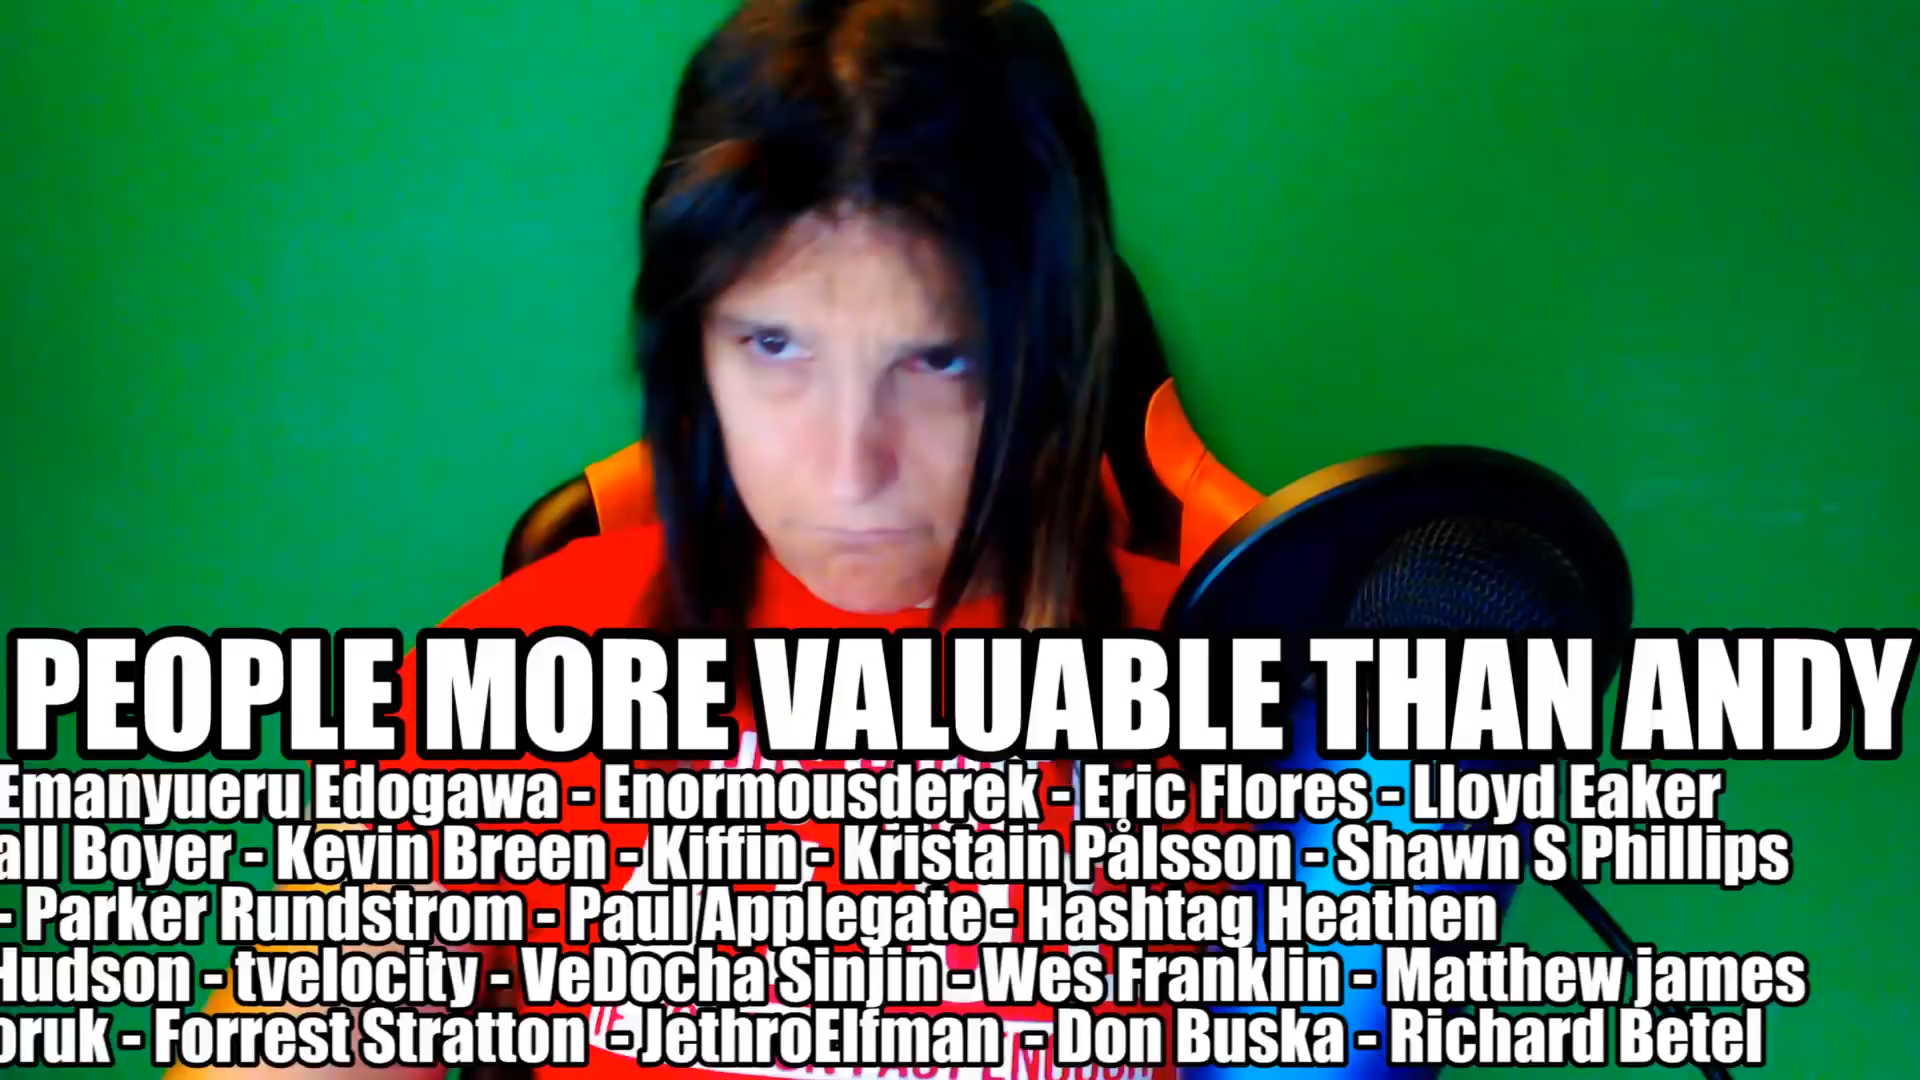 PEOPLE MORE VALUABLE THAN ANDY
Emanyueru Edogawa - Enormousderek - Eric Flores - Lloyd Eaker
all Boyer - Kevin Breen - Kiffin - Kristain Pålsson - Shawn S Phillips
- Parker Rundstrom - Paul Applegate - Hashtag Heathen
Hudson - tvelocity - VeDocha Sinjin - Wes Franklin - Matthew james
oruk - Forrest Stratton - JethroElfman - Don Buska - Richard Betel